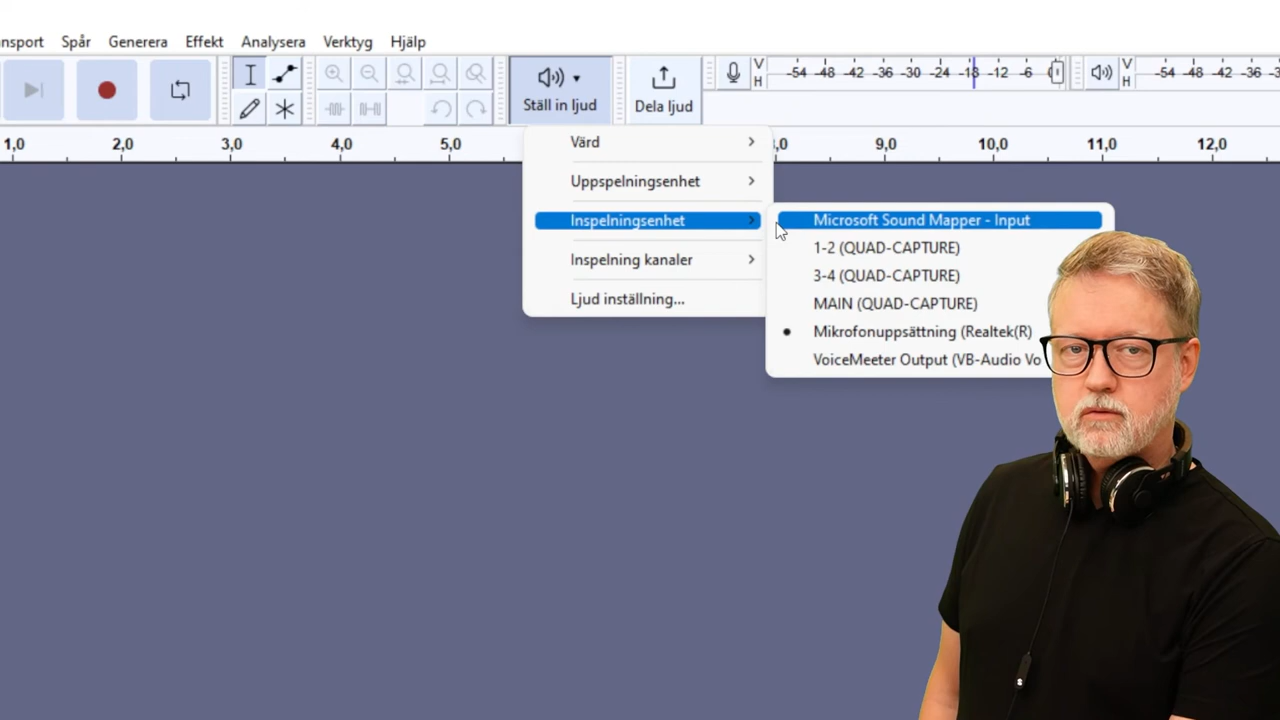 nsport Spår Generera Effekt Analysera Verktyg Hjälp
Ställ in ljud
Dela ljud
V
H
-54 -48 -42 -36 -30 -24 -18 -12 -6
V
H
-54 -48 -42 -36
1,0 2,0 3,0 4,0 5,0 9,0 10,0 11,0 12,0
Värd
Uppspelningsenhet
Inspelningsenhet
Inspelning kanaler
Ljud inställning...
Microsoft Sound Mapper - Input
1-2 (QUAD-CAPTURE)
3-4 (QUAD-CAPTURE)
MAIN (QUAD-CAPTURE)
Mikrofonuppsättning (Realtek(R)
VoiceMeeter Output (VB-Audio Vo